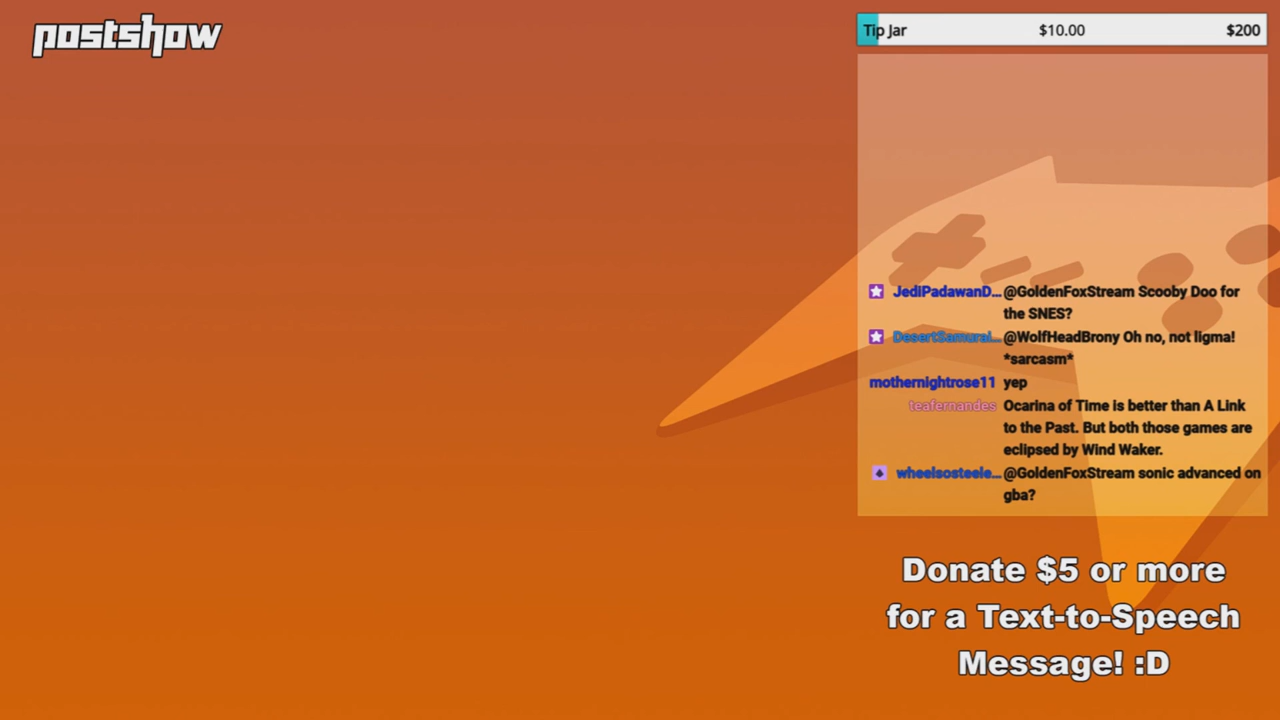 postshow
Tip Jar $10.00 $200
JediPadawanD... @GoldenFoxStream Scooby Doo for
the SNES?
DesertSamurai... @WolfHeadBrony Oh no, not ligma!
*sarcasm*
mothernightrose11 yep
teafernandes Ocarina of Time is better than A Link
to the Past. But both those games are
eclipsed by Wind Waker.
wheelsosteele... @GoldenFoxStream sonic advanced on
gba?
Donate $5 or more
for a Text-to-Speech
Message! :D